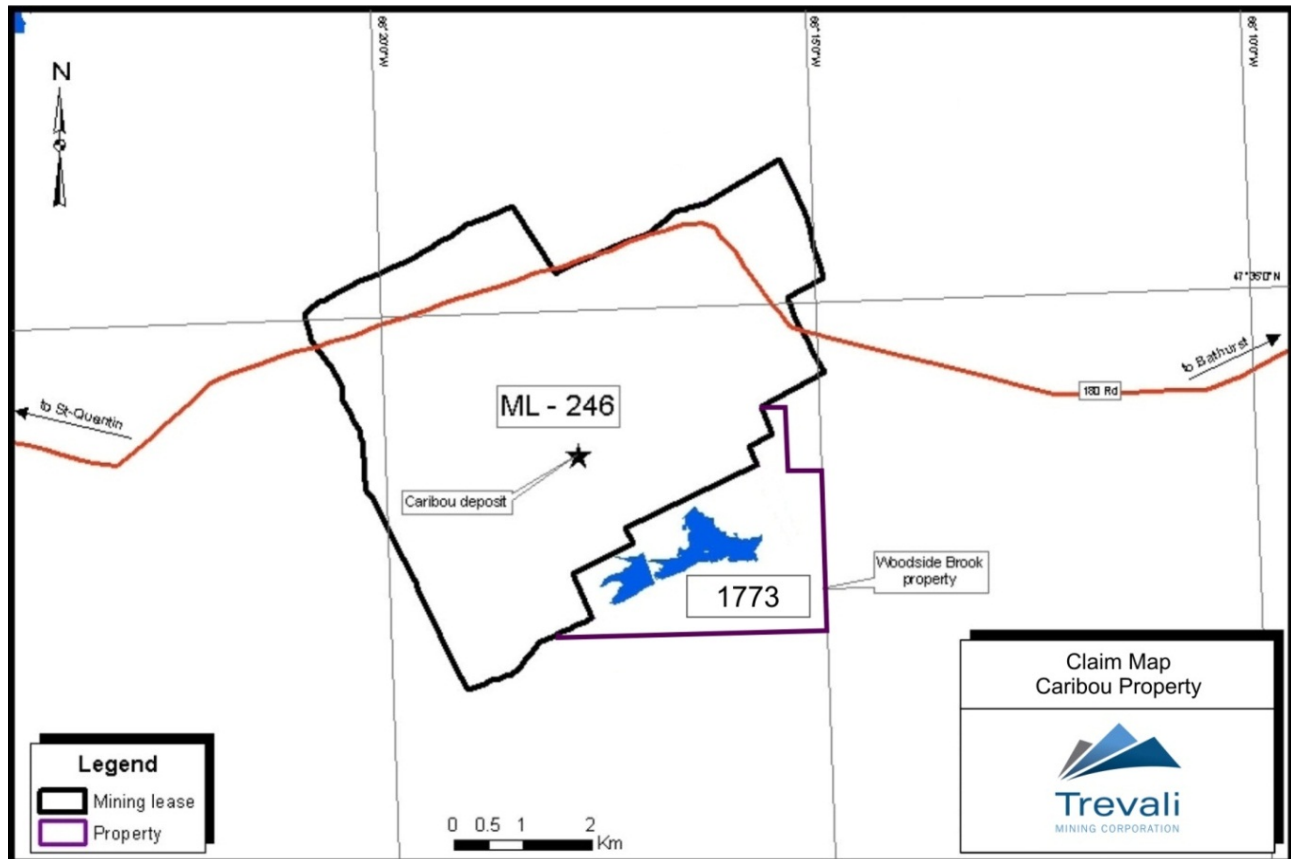 66°20'0"W
66°15'0"W
66°10'0"W
N
47°35'0"N
to Bathurst
180 Rd
to St-Quentin
ML - 246
Caribou deposit
Woodside Brook
property
1773
Claim Map
Caribou Property
Trevali
MINING CORPORATION
Legend
Mining lease
Property
0 0.5 1 2
Km